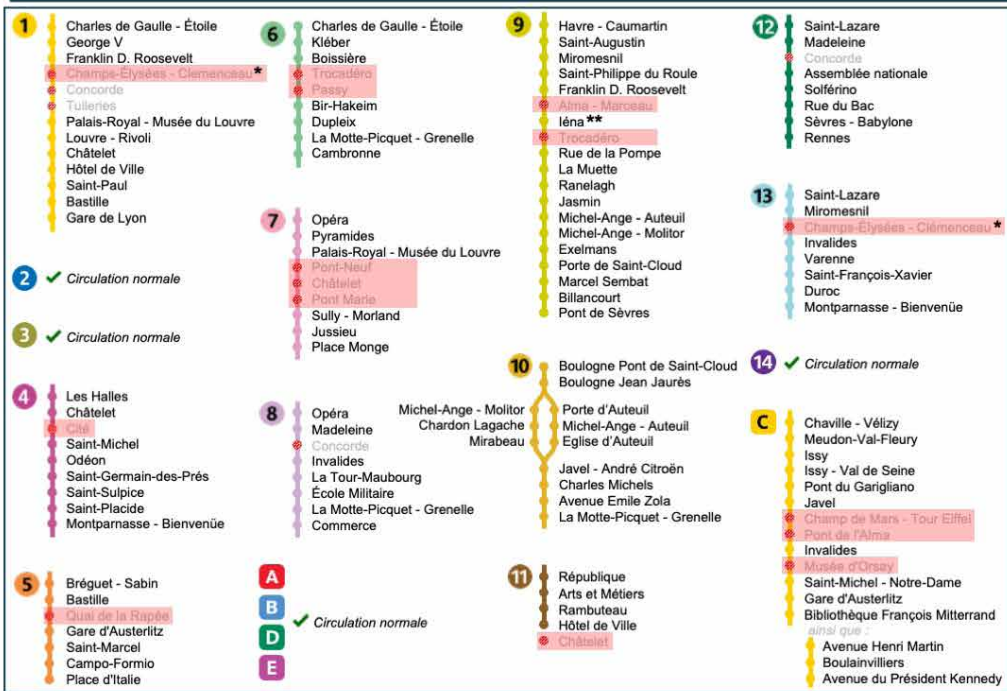 1
Charles de Gaulle - Étoile
George V
Franklin D. Roosevelt
Champs-Élysées - Clemenceau*
Concorde
Tuileries
Palais-Royal - Musée du Louvre
Louvre - Rivoli
Châtelet
Hôtel de Ville
Saint-Paul
Bastille
Gare de Lyon
2 ✓ Circulation normale
3 ✓ Circulation normale
4
Les Halles
Châtelet
Cité
Saint-Michel
Odéon
Saint-Germain-des-Prés
Saint-Sulpice
Saint-Placide
Montparnasse - Bienvenüe
5
Bréguet - Sabin
Bastille
Quai de la Rapée
Gare d'Austerlitz
Saint-Marcel
Campo-Formio
Place d'Italie
6
Charles de Gaulle - Étoile
Kléber
Boissière
Trocadéro
Passy
Bir-Hakeim
Dupleix
La Motte-Picquet - Grenelle
Cambronne
7
Opéra
Pyramides
Palais-Royal - Musée du Louvre
Pont-Neuf
Châtelet
Pont Marie
Sully - Morland
Jussieu
Place Monge
8
Opéra
Madeleine
Concorde
Invalides
La Tour-Maubourg
École Militaire
La Motte-Picquet - Grenelle
Commerce
A
B
D
E
✓ Circulation normale
9
Havre - Caumartin
Saint-Augustin
Miromesnil
Saint-Philippe du Roule
Franklin D. Roosevelt
Alma - Marceau
Iéna**
Trocadéro
Rue de la Pompe
La Muette
Ranelagh
Jasmin
Michel-Ange - Auteuil
Michel-Ange - Molitor
Exelmans
Porte de Saint-Cloud
Marcel Sembat
Billancourt
Pont de Sèvres
10
Boulogne Pont de Saint-Cloud
Boulogne Jean Jaurès
Michel-Ange - Molitor Porte d'Auteuil
Chardon Lagache Michel-Ange - Auteuil
Mirabeau Eglise d'Auteuil
Javel - André Citroën
Charles Michels
Avenue Emile Zola
La Motte-Picquet - Grenelle
11
République
Arts et Métiers
Rambuteau
Hôtel de Ville
Châtelet
12
Saint-Lazare
Madeleine
Concorde
Assemblée nationale
Solférino
Rue du Bac
Sèvres - Babylone
Rennes
13
Saint-Lazare
Miromesnil
Champs-Élysées - Clémenceau*
Invalides
Varenne
Saint-François-Xavier
Duroc
Montparnasse - Bienvenüe
14 ✓ Circulation normale
C
Chaville - Vélizy
Meudon-Val-Fleury
Issy
Issy - Val de Seine
Pont du Garigliano
Javel
Champ de Mars - Tour Eiffel
Pont de l'Alma
Invalides
Musée d'Orsay
Saint-Michel - Notre-Dame
Gare d'Austerlitz
Bibliothèque François Mitterrand
ainsi que :
Avenue Henri Martin
Boulainvilliers
Avenue du Président Kennedy